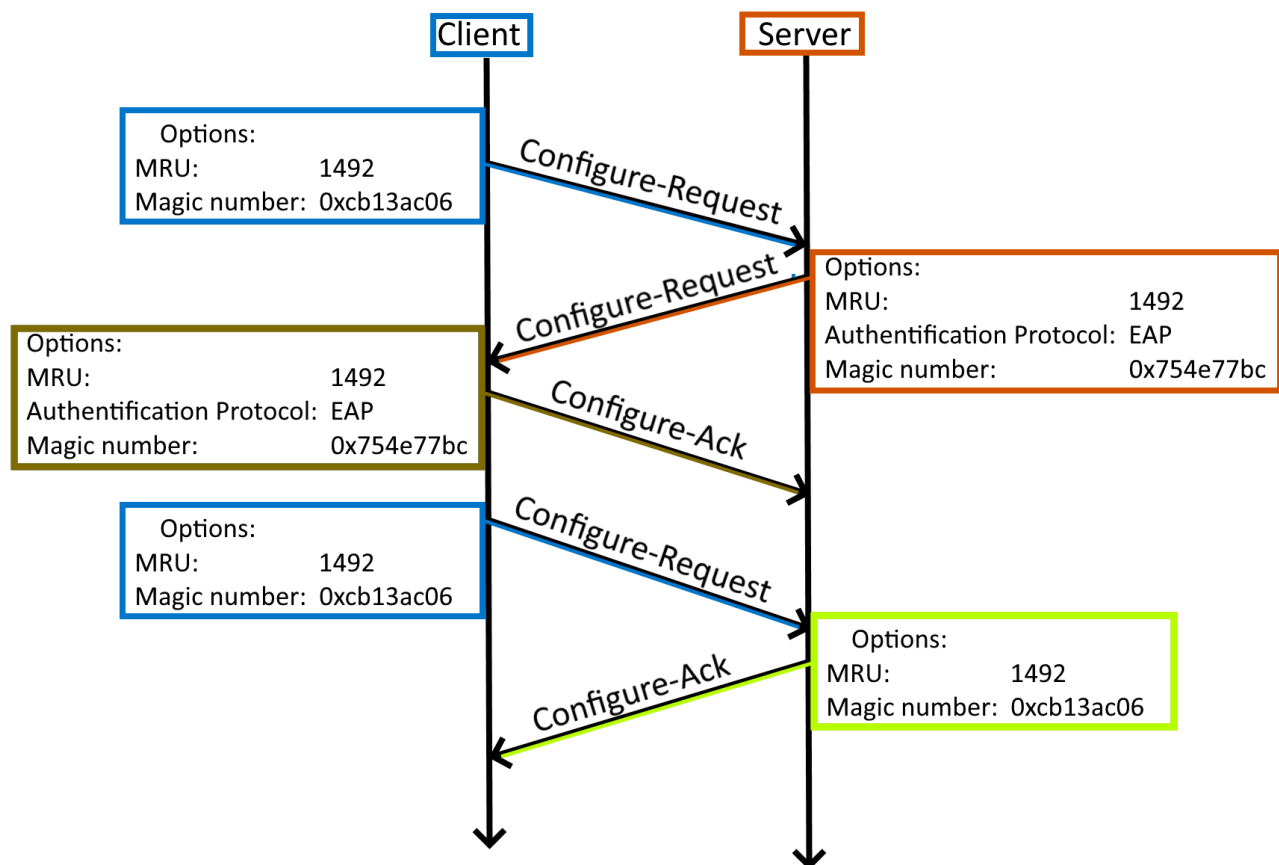 Client
Server
Options:
MRU: 1492
Magic number: 0xcb13ac06
Configure-Request
Configure-Request
Options:
MRU: 1492
Authentification Protocol: EAP
Magic number: 0x754e77bc
Options:
MRU: 1492
Authentification Protocol: EAP
Magic number: 0x754e77bc
Configure-Ack
Options:
MRU: 1492
Magic number: 0xcb13ac06
Configure-Request
Options:
MRU: 1492
Magic number: 0xcb13ac06
Configure-Ack